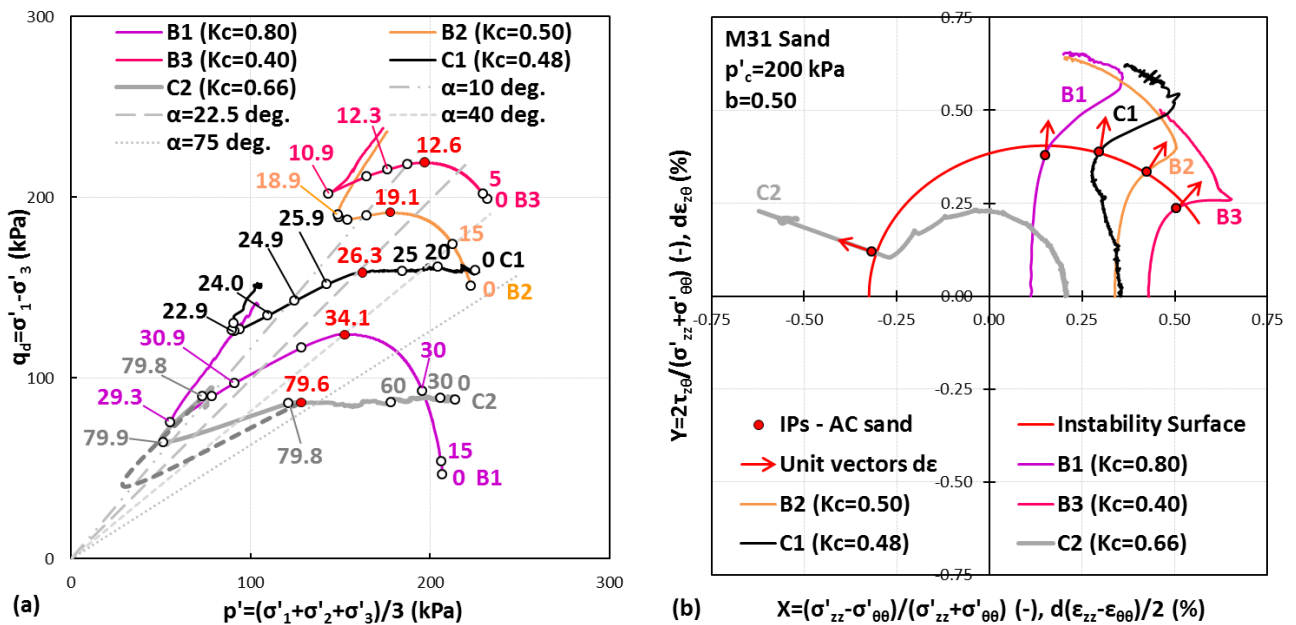 300
200
100
0
0
100
200
300
q_d=σ'_1-σ'_3 (kPa)
p'=(σ'_1+σ'_2+σ'_3)/3 (kPa)
(a)
B1 (Kc=0.80)
B2 (Kc=0.50)
B3 (Kc=0.40)
C1 (Kc=0.48)
C2 (Kc=0.66)
α=10 deg.
α=22.5 deg.
α=40 deg.
α=75 deg.
12.3
12.6
10.9
5
0 B3
18.9
19.1
15
0 B2
25.9
24.9
24.0
22.9
26.3
25
20
0 C1
34.1
30.9
29.3
30
15
0 B1
79.8
79.6
60
30
0
C2
79.9
79.8
0.75
0.50
0.25
0.00
-0.25
-0.50
-0.75
-0.75
-0.50
-0.25
0.00
0.25
0.50
0.75
Y=2τ_zθ/(σ'_zz+σ'_θθ) (-), dε_zθ (%)
X=(σ'_zz-σ'_θθ)/(σ'_zz+σ'_θθ) (-), d(ε_zz-ε_θθ)/2 (%)
(b)
M31 Sand
p'_c=200 kPa
b=0.50
B1
C1
B2
B3
C2
IPs - AC sand
Instability Surface
Unit vectors dε
B1 (Kc=0.80)
B2 (Kc=0.50)
B3 (Kc=0.40)
C1 (Kc=0.48)
C2 (Kc=0.66)